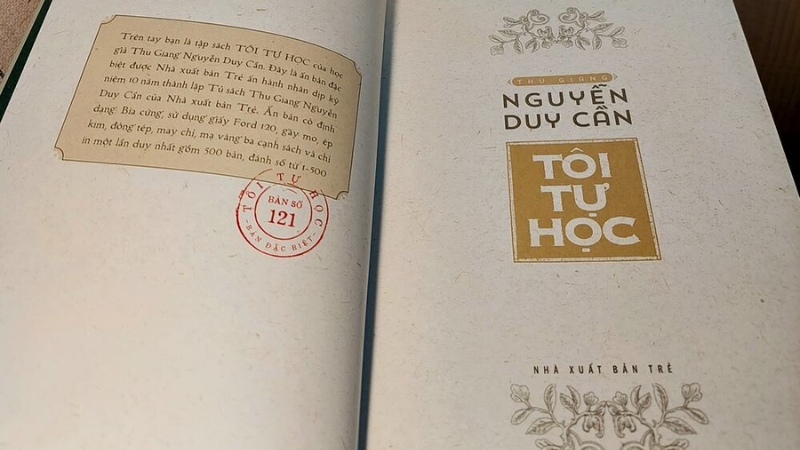 Trên tay bạn là tập sách TÔI TỰ HỌC của học
giả Thu Giang Nguyễn Duy Cần. Đây là ấn bản đặc
biệt được Nhà xuất bản Trẻ ấn hành nhân dịp kỷ
niệm 10 năm thành lập Tủ sách Thu Giang Nguyễn
Duy Cần của Nhà xuất bản Trẻ. Ấn bản có định
dạng: Bìa cứng, sử dụng giấy Ford 120, gáy mo, ép
kim, đóng tép, may chỉ, mạ vàng ba cạnh sách và chỉ
in một lần duy nhất gồm 500 bản, đánh số từ 1-500
TÔI TỰ HỌC
BẢN SỐ
121
-BẢN ĐẶC BIỆT-
THU GIANG
NGUYỄN
DUY CẦN
TÔI
TỰ
HỌC
NHÀ XUẤT BẢN TRẺ